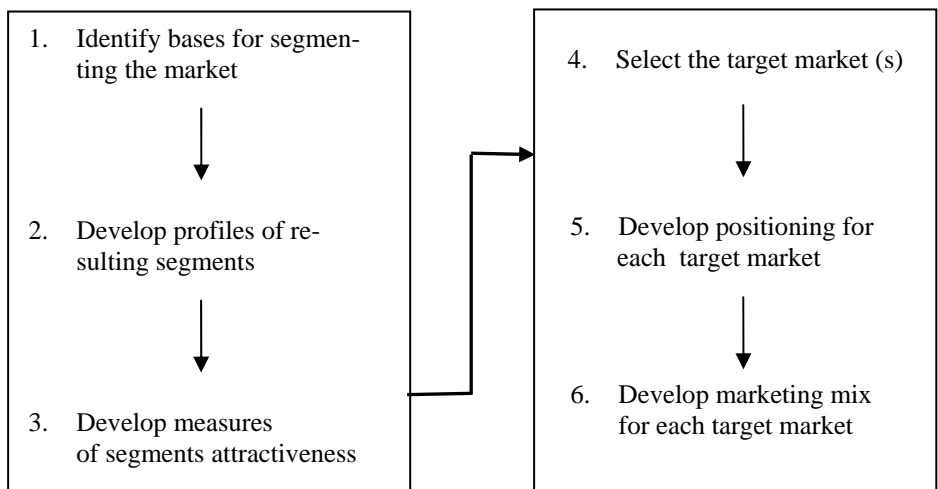 1. Identify bases for segmen-
ting the market
2. Develop profiles of re-
sulting segments
3. Develop measures
of segments attractiveness
4. Select the target market (s)
5. Develop positioning for
each target market
6. Develop marketing mix
for each target market